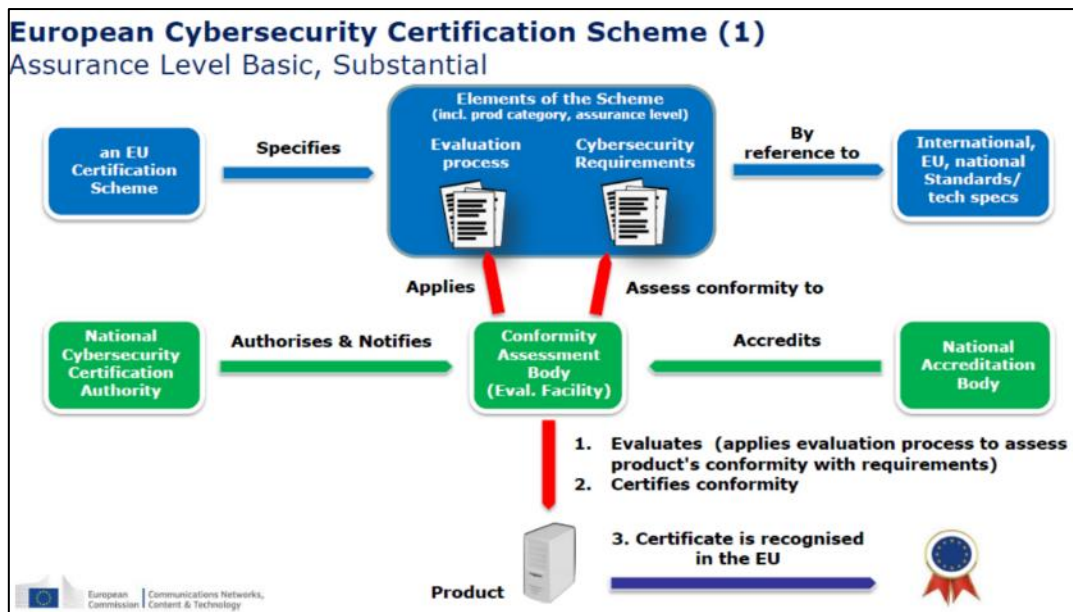 European Cybersecurity Certification Scheme (1)
Assurance Level Basic, Substantial
Elements of the Scheme
(incl. prod category, assurance level)
an EU
Certification
Scheme
Specifies
Evaluation
process
Cybersecurity
Requirements
By
reference to
International,
EU, national
Standards/
tech specs
Applies
Assess conformity to
National
Cybersecurity
Certification
Authority
Authorises & Notifies
Conformity
Assessment
Body
(Eval. Facility)
Accredits
National
Accreditation
Body
1. Evaluates (applies evaluation process to assess
product's conformity with requirements)
2. Certifies conformity
Product
3. Certificate is recognised
in the EU
European
Commission
Communications Networks,
Content & Technology